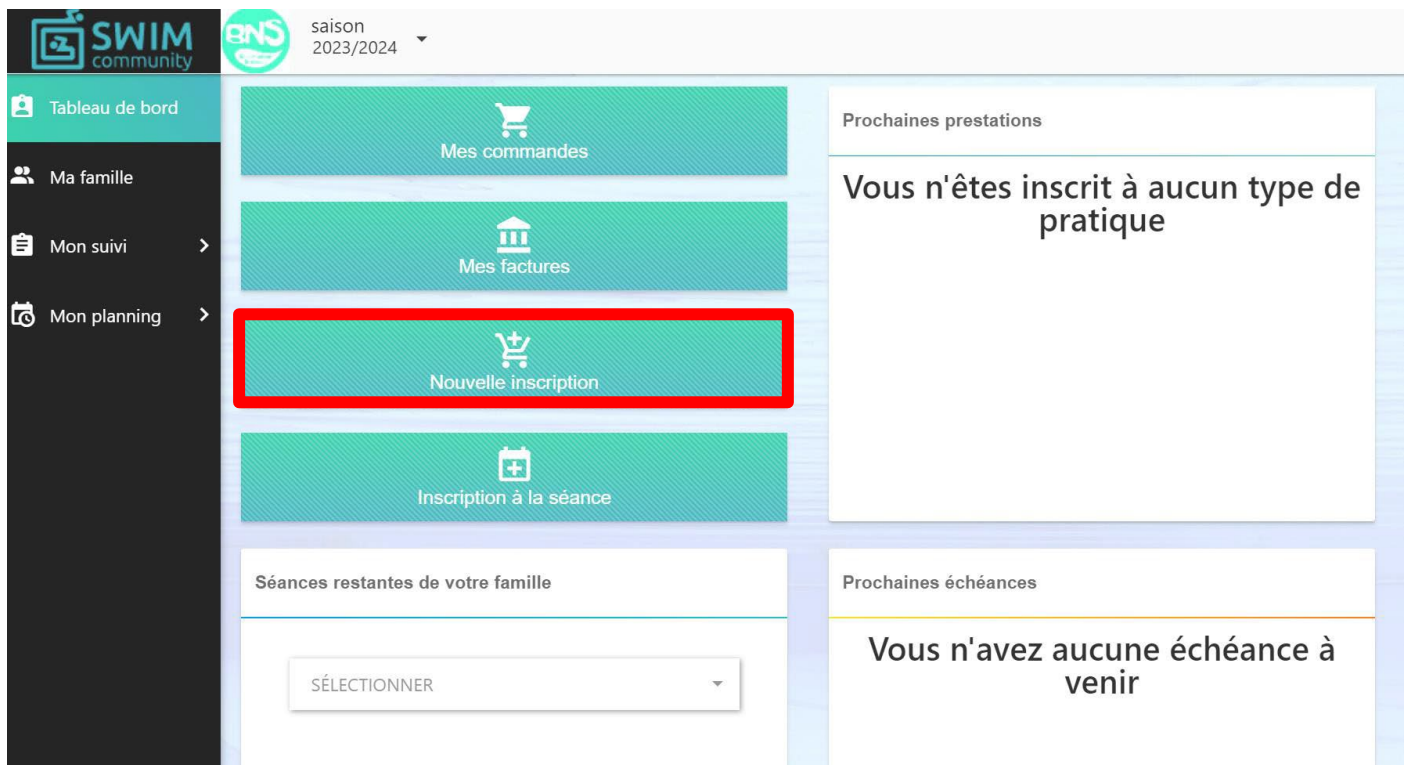 SWIM
community
BNS
saison
2023/2024
Tableau de bord
Ma famille
Mon suivi
Mon planning
Mes commandes
Mes factures
Nouvelle inscription
Inscription à la séance
Prochaines prestations
Vous n'êtes inscrit à aucun type de
pratique
Séances restantes de votre famille
SÉLECTIONNER
Prochaines échéances
Vous n'avez aucune échéance à
venir